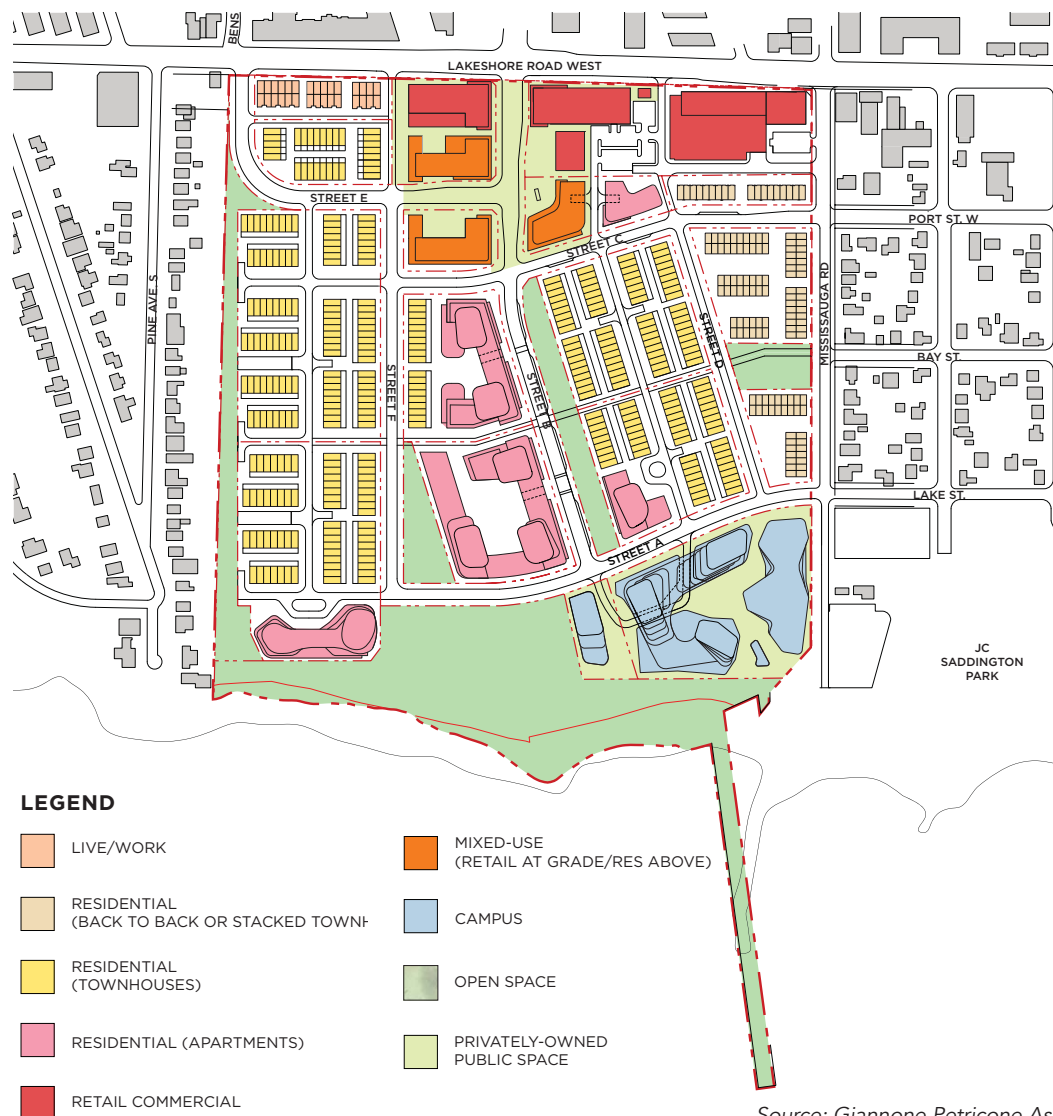 BENS
LAKESHORE ROAD WEST
STREET E
STREET C
PORT ST. W
PINE AVE. S
STREET F
STREET B
STREET D
MISSISSAUGA RD
BAY ST.
LAKE ST.
STREET A
JC
SADDINGTON
PARK
LEGEND
LIVE/WORK
RESIDENTIAL
(BACK TO BACK OR STACKED TOWNH
RESIDENTIAL
(TOWNHOUSES)
RESIDENTIAL (APARTMENTS)
RETAIL COMMERCIAL
MIXED-USE
(RETAIL AT GRADE/RES ABOVE)
CAMPUS
OPEN SPACE
PRIVATELY-OWNED
PUBLIC SPACE
Source: Giannone Petricone As